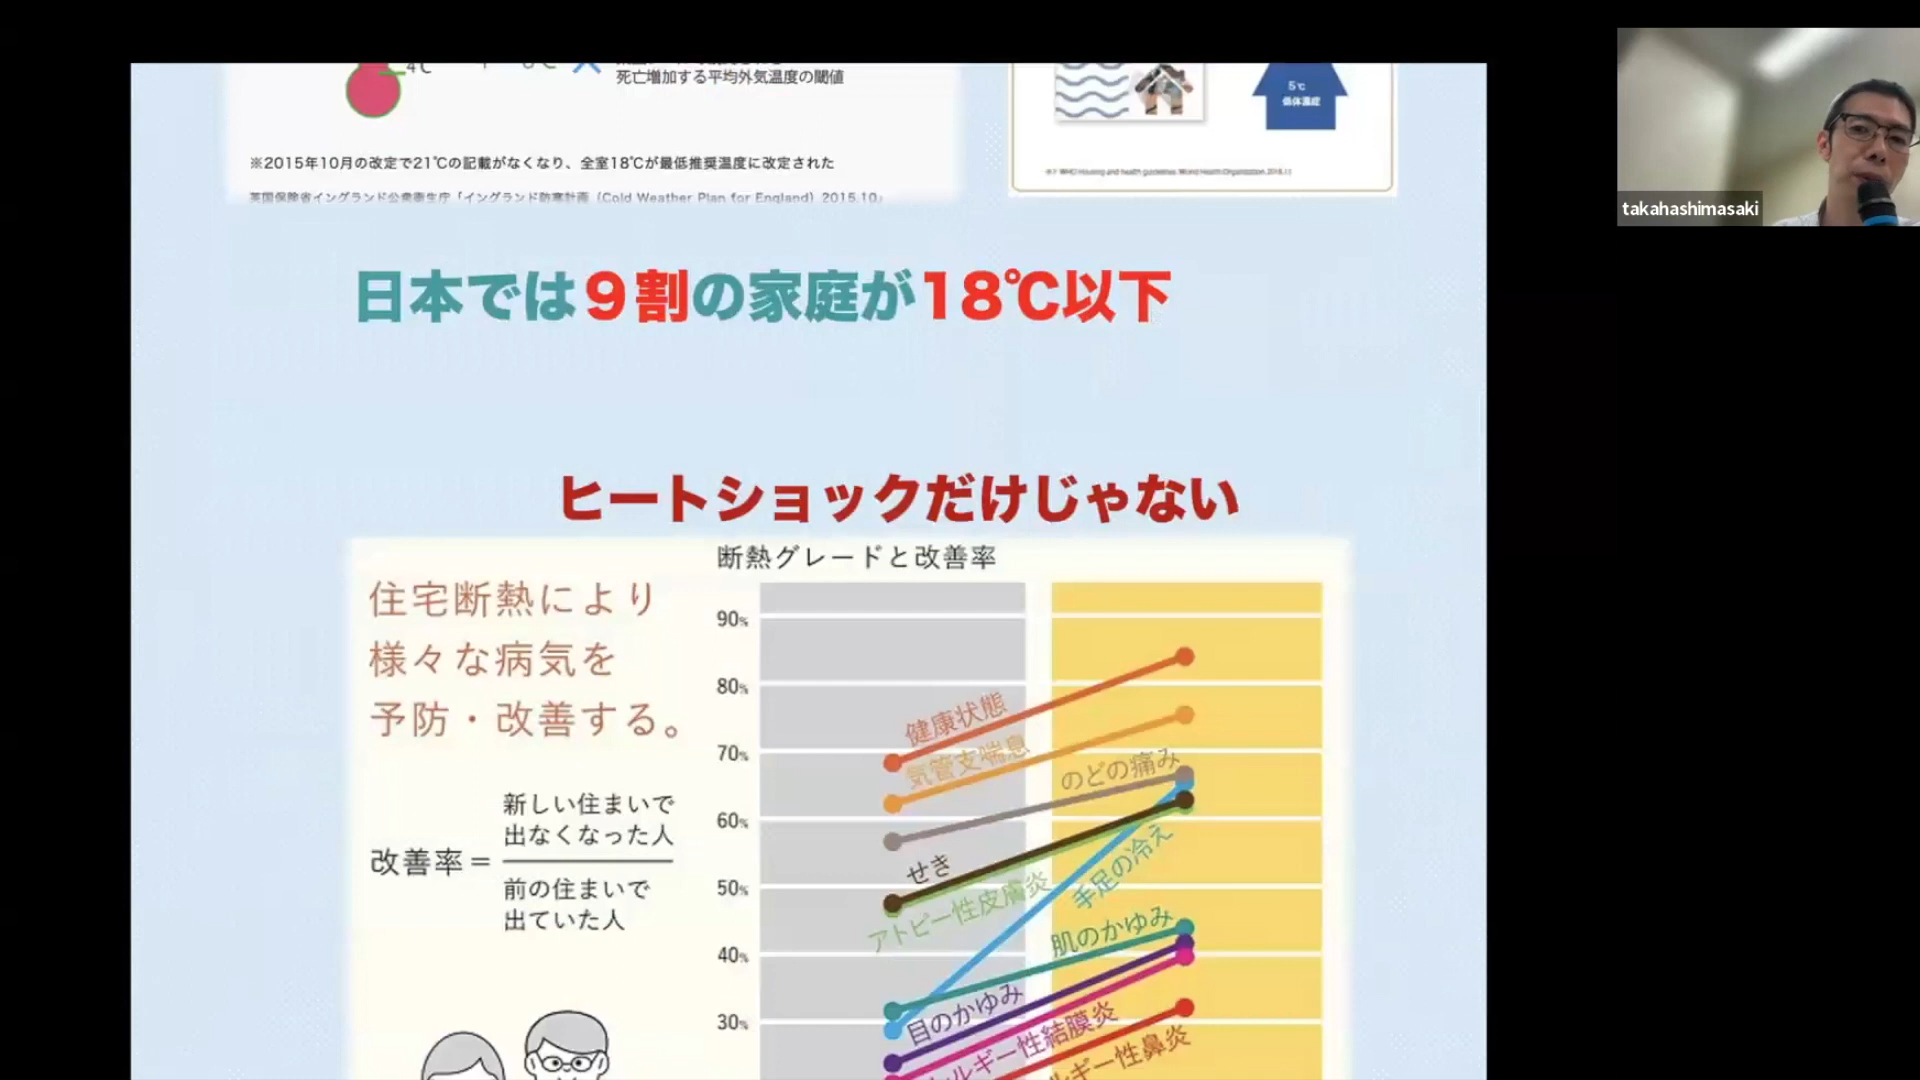 4℃
死亡増加する平均外気温度の閾値
※2015年10月の改定で21℃の記載がなくなり、全室18℃が最低推奨温度に改定された
英国保険省イングランド公衆衛生庁「イングランド防寒計画（Cold Weather Plan for England）2015.10」
5℃
低体温症
WHO Housing and health guidelines. World Health Organization. 2018.11
takahashimasaki
日本では９割の家庭が18℃以下
ヒートショックだけじゃない
断熱グレードと改善率
住宅断熱により
様々な病気を
予防・改善する。
改善率＝
新しい住まいで
出なくなった人
前の住まいで
出ていた人
90%
80%
70%
60%
50%
40%
30%
健康状態
気管支喘息
のどの痛み
せき
手足の冷え
アトピー性皮膚炎
肌のかゆみ
目のかゆみ
ルギー性結膜炎
ルギー性鼻炎